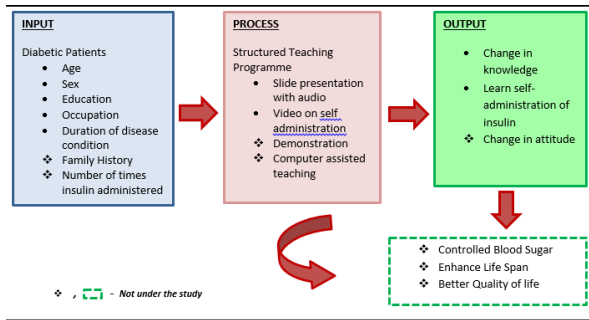 INPUT
Diabetic Patients
• Age
• Sex
• Education
• Occupation
• Duration of disease
condition
❖ Family History
❖ Number of times
insulin administered
PROCESS
Structured Teaching
Programme
• Slide presentation
with audio
• Video on self
administration
❖ Demonstration
❖ Computer assisted
teaching
OUTPUT
• Change in
knowledge
• Learn self-
administration of
insulin
❖ Change in attitude
❖ Controlled Blood Sugar
❖ Enhance Life Span
❖ Better Quality of life
❖ , - Not under the study